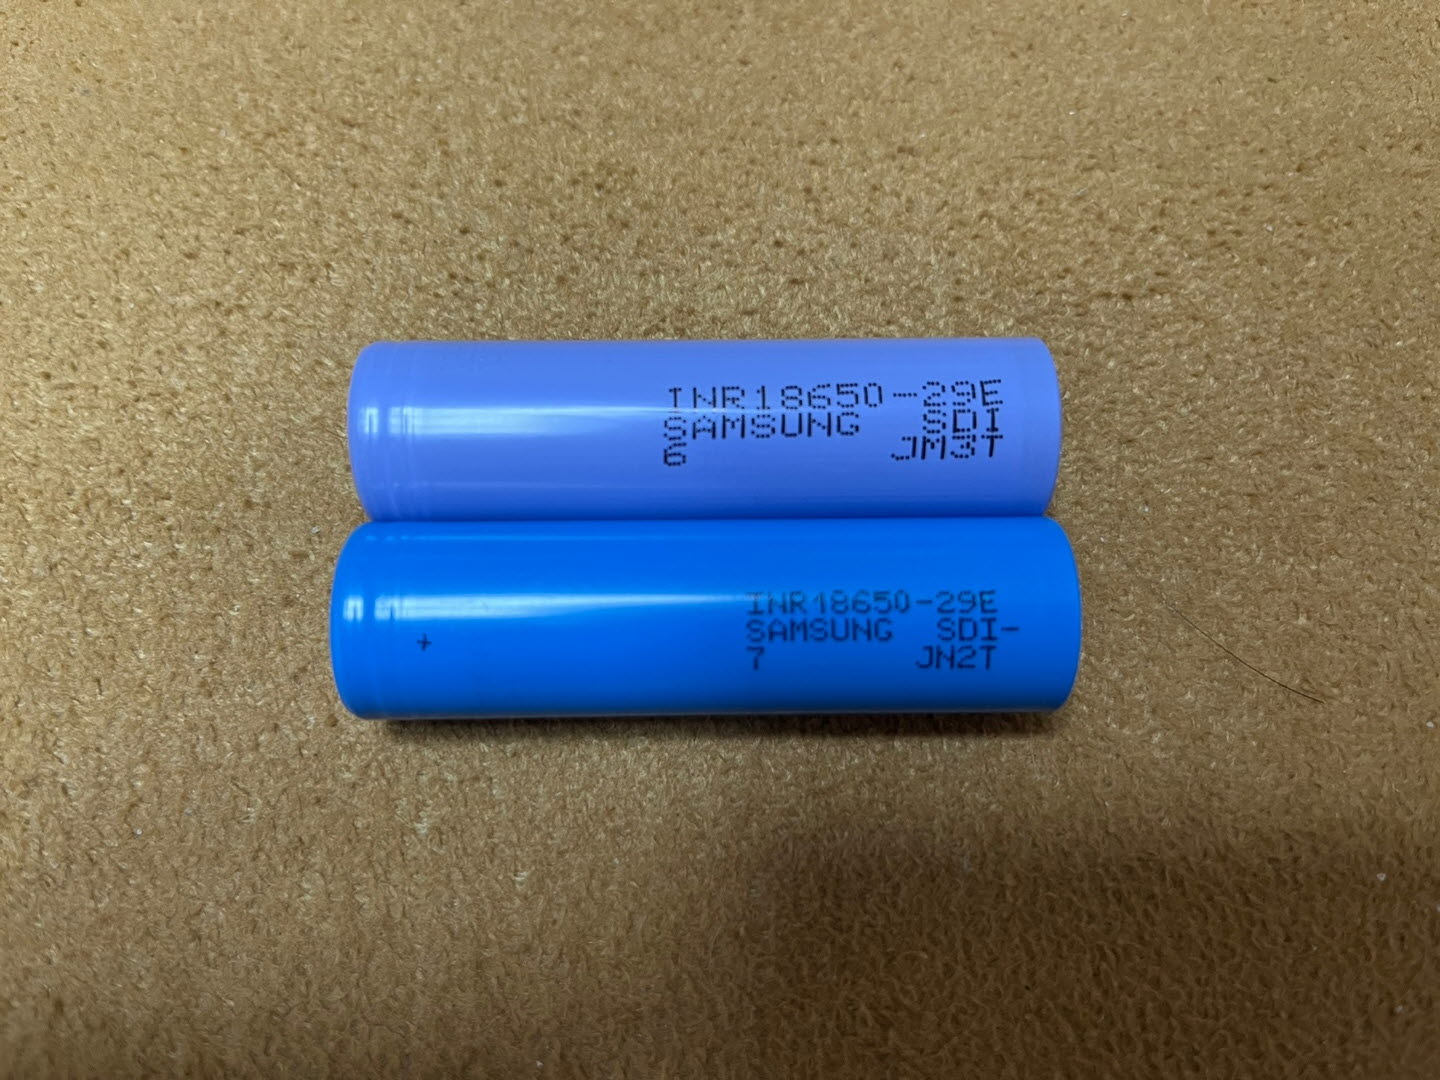 INR18650-29E
SAMSUNG SDI
6 JM3T
+
INR18650-29E
SAMSUNG SDI-
7 JN2T